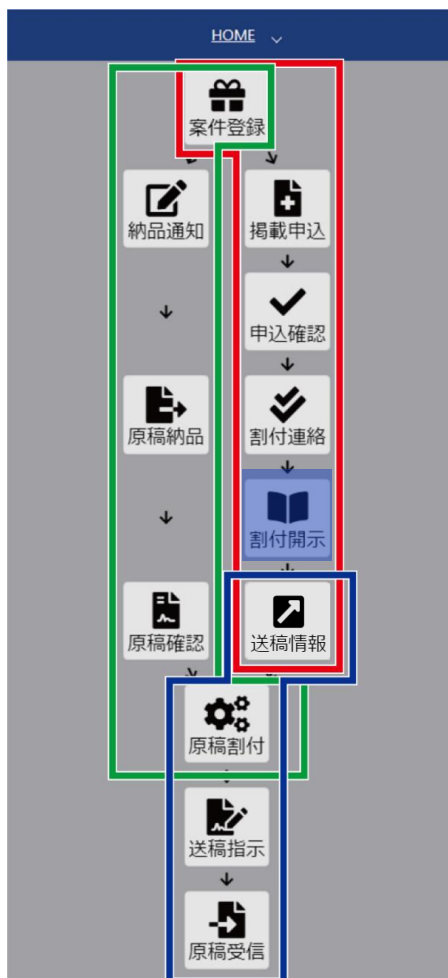 HOME
案件登録
納品通知
掲載申込
申込確認
原稿納品
割付連絡
割付開示
原稿確認
送稿情報
原稿割付
送稿指示
原稿受信